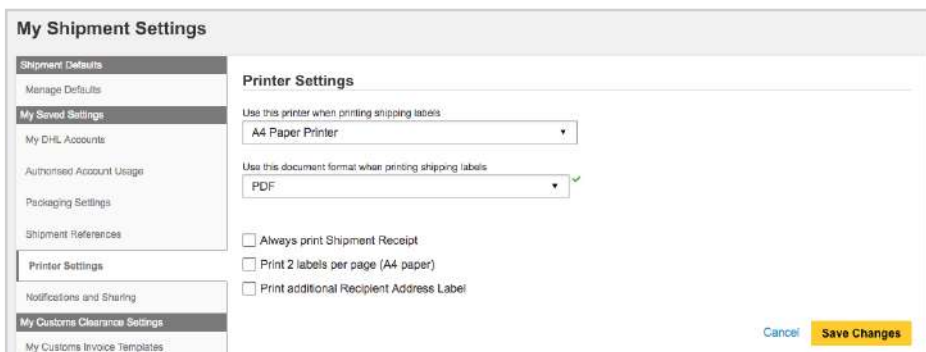 My Shipment Settings
Shipment Defaults
Manage Defaults
My Saved Settings
My DHL Accounts
Authorised Account Usage
Packaging Settings
Shipment References
Printer Settings
Notifications and Sharing
My Customs Clearance Settings
My Customs Invoice Templates
Printer Settings
Use this printer when printing shipping labels
A4 Paper Printer
Use this document format when printing shipping labels
PDF
Always print Shipment Receipt
Print 2 labels per page (A4 paper)
Print additional Recipient Address Label
Cancel
Save Changes